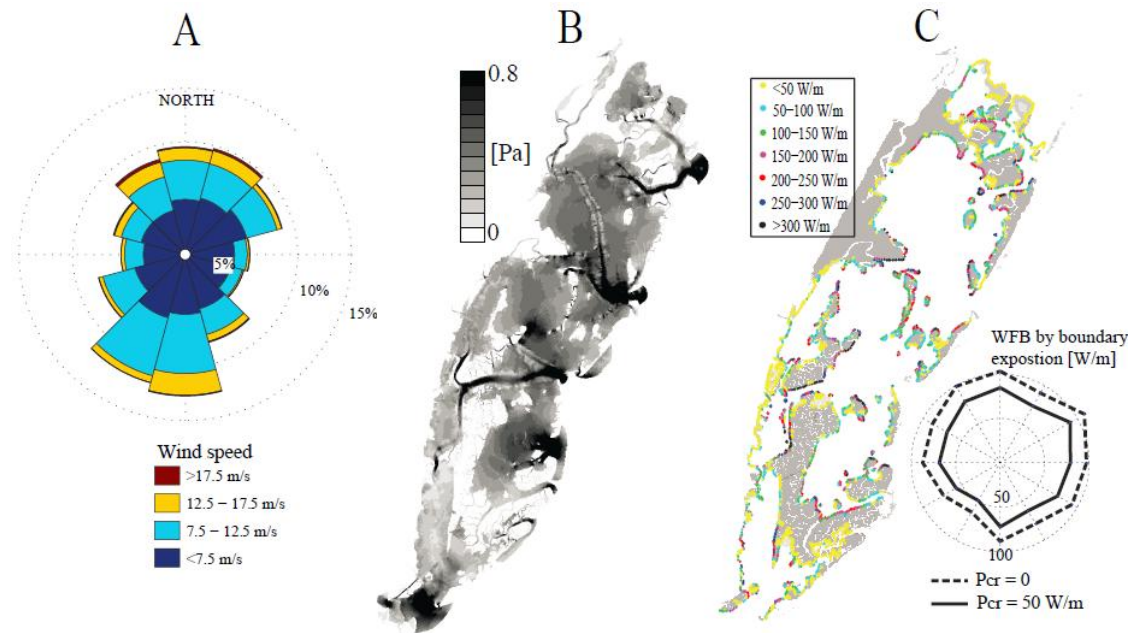 A
NORTH
5%
10%
15%
Wind speed
>17.5 m/s
12.5 – 17.5 m/s
7.5 – 12.5 m/s
<7.5 m/s
B
0.8
[Pa]
0
C
<50 W/m
50–100 W/m
100–150 W/m
150–200 W/m
200–250 W/m
250–300 W/m
>300 W/m
WFB by boundary
expostion [W/m]
50
100
Pcr = 0
Pcr = 50 W/m